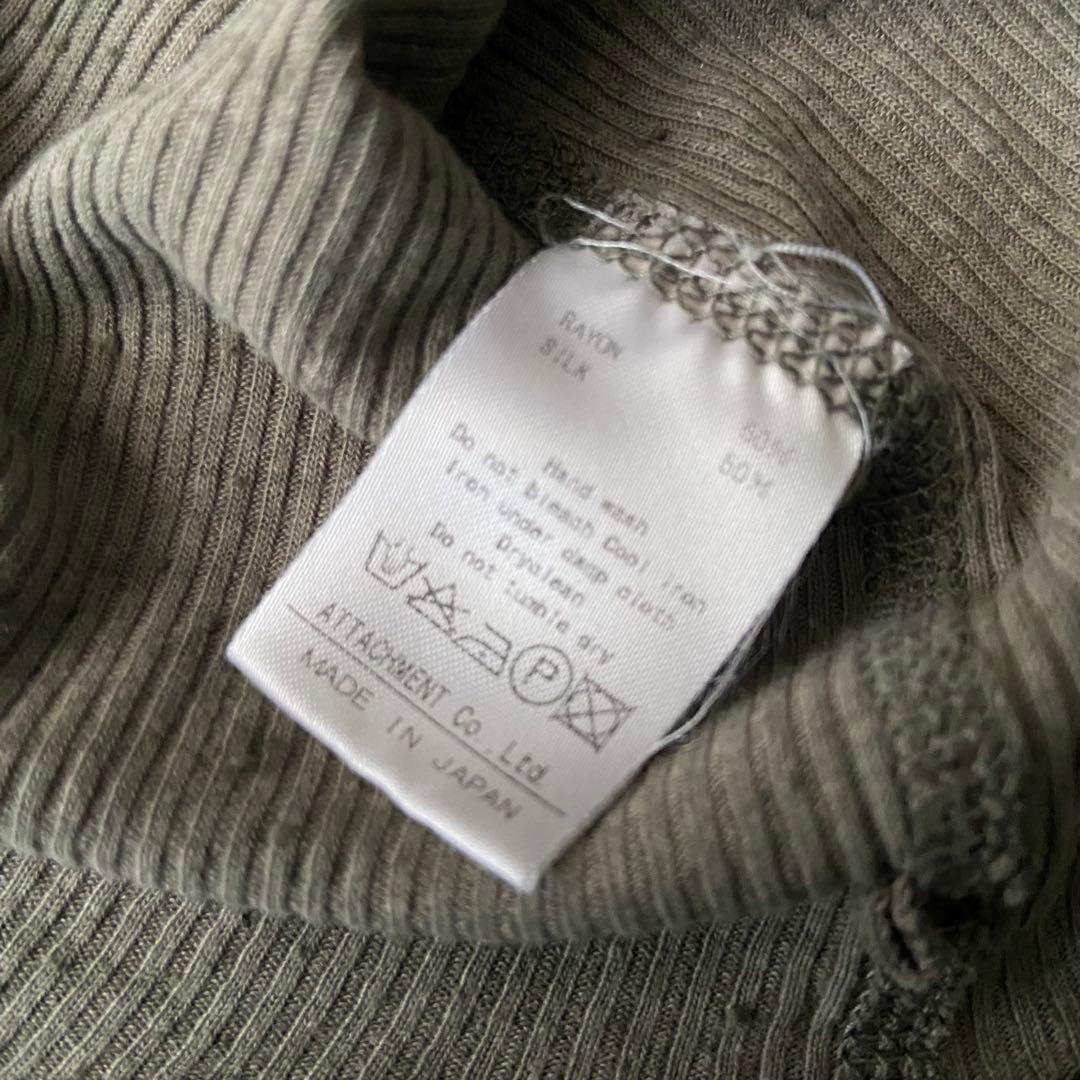 RAYON 50%
SILK 50%
Hand wash
Do not bleach Cool iron
under damp cloth
Dryclean
Do not tumble dry
P
ATTACHMENT Co., Ltd.
MADE IN JAPAN